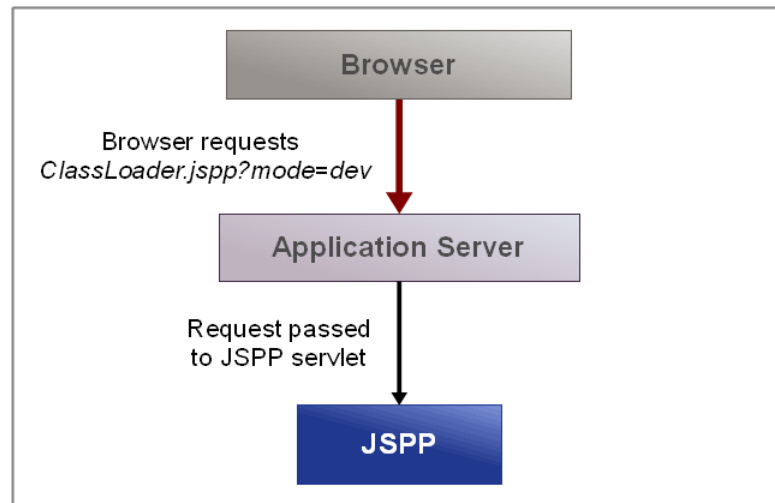 Browser
Browser requests
ClassLoader.jspp?mode=dev
Application Server
Request passed
to JSPP servlet
JSPP